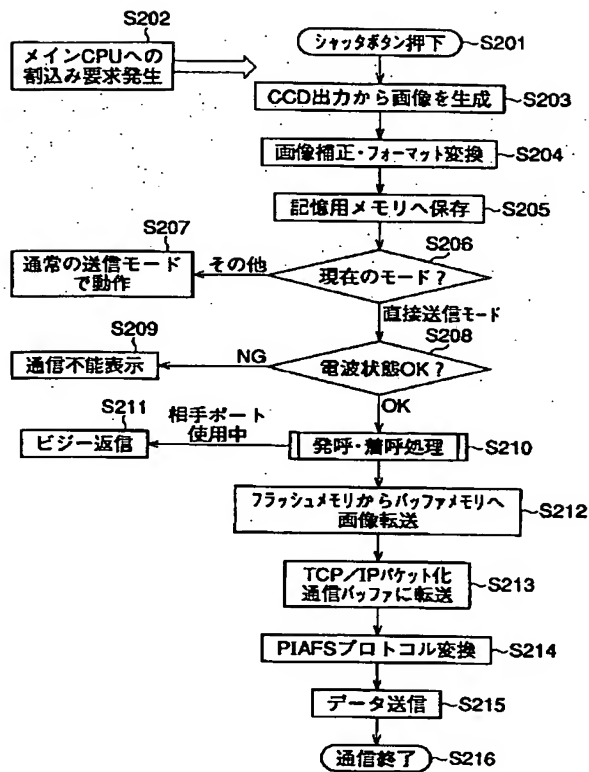 S202
メインCPUへの
割込み要求発生
シャッタボタン押下
S201
CCD出力から画像を生成
S203
画像補正・フォーマット変換
S204
記憶用メモリへ保存
S205
S207
通常の送信モード
で動作
その他
S206
現在のモード?
直接送信モード
S209
通信不能表示
NG
S208
電波状態OK?
OK
S211
ビジー返信
相手ポート
使用中
発呼・着呼処理
S210
フラッシュメモリからバッファメモリへ
画像転送
S212
TCP/IPパケット化
通信バッファに転送
S213
PIAFSプロトコル変換
S214
データ送信
S215
通信終了
S216